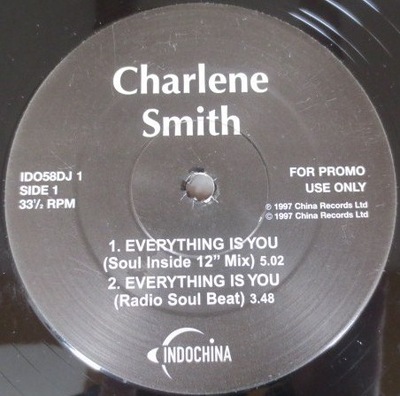 Charlene
Smith
IDO58DJ 1
SIDE 1
33⅓ RPM
FOR PROMO
USE ONLY
℗ 1997 China Records Ltd
© 1997 China Records Ltd
1. EVERYTHING IS YOU
(Soul Inside 12" Mix) 5.02
2. EVERYTHING IS YOU
(Radio Soul Beat) 3.48
INDOCHINA